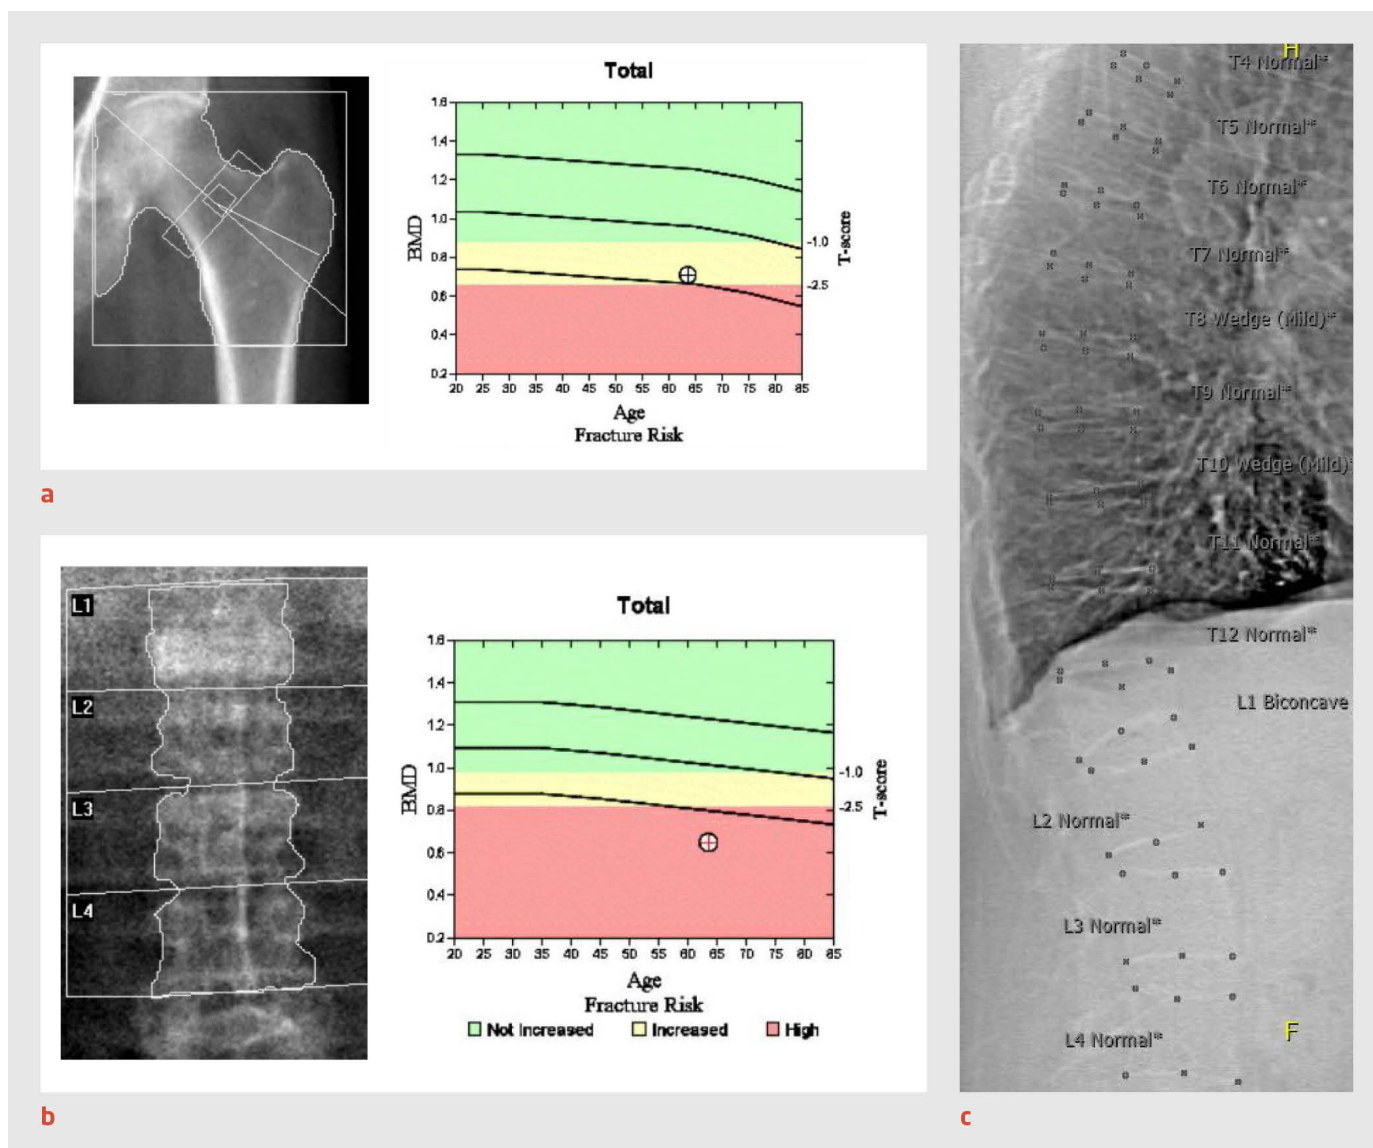 Total
1.6
1.4
1.2
1.0
0.8
0.6
0.4
0.2
BMD
-1.0
-2.5
T-score
20 25 30 35 40 45 50 55 60 65 70 75 80 85
Age
Fracture Risk
a
L1
L2
L3
L4
Total
1.6
1.4
1.2
1.0
0.8
0.6
0.4
0.2
BMD
-1.0
-2.5
T-score
20 25 30 35 40 45 50 55 60 65 70 75 80 85
Age
Fracture Risk
Not Increased Increased High
b
H
T4 Normal*
T5 Normal*
T6 Normal*
T7 Normal*
T8 Wedge (Mild)*
T9 Normal*
T10 Wedge (Mild)*
T11 Normal*
T12 Normal*
L1 Biconcave
L2 Normal*
L3 Normal*
L4 Normal*
F
c